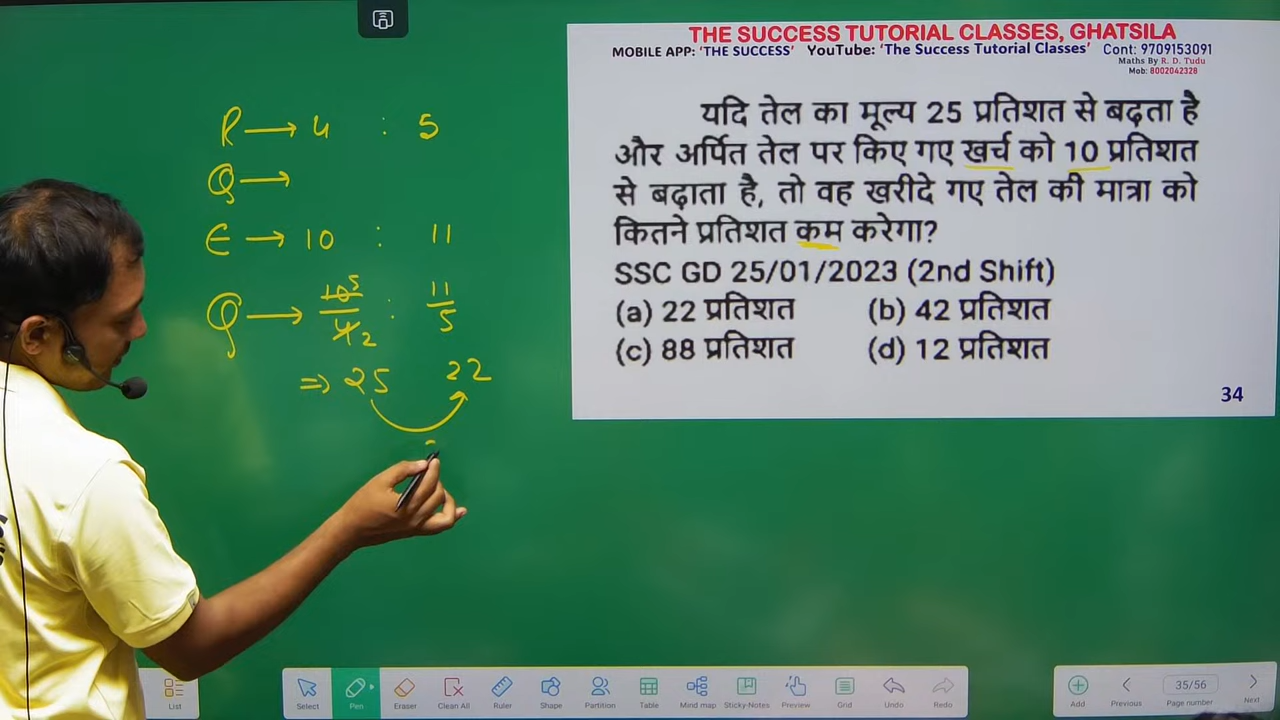 THE SUCCESS TUTORIAL CLASSES, GHATSILA
MOBILE APP: 'THE SUCCESS' YouTube: 'The Success Tutorial Classes' Cont: 9709153091
Maths By R. D. Tudu
Mob: 8002042328
यदि तेल का मूल्य 25 प्रतिशत से बढ़ता है
और अर्पित तेल पर किए गए खर्च को 10 प्रतिशत
से बढ़ाता है, तो वह खरीदे गए तेल की मात्रा को
कितने प्रतिशत कम करेगा?
SSC GD 25/01/2023 (2nd Shift)
(a) 22 प्रतिशत (b) 42 प्रतिशत
(c) 88 प्रतिशत (d) 12 प्रतिशत
34
R → 4 : 5
Q →
E → 10 : 11
Q → 10 5 / 4 2 : 11 / 5
⇒ 25 22
List
Select Pen Eraser Clean All Ruler Shape Partition Table Mind map Sticky-Notes Preview Grid Undo Redo
Add Previous 35/56 Page number Next